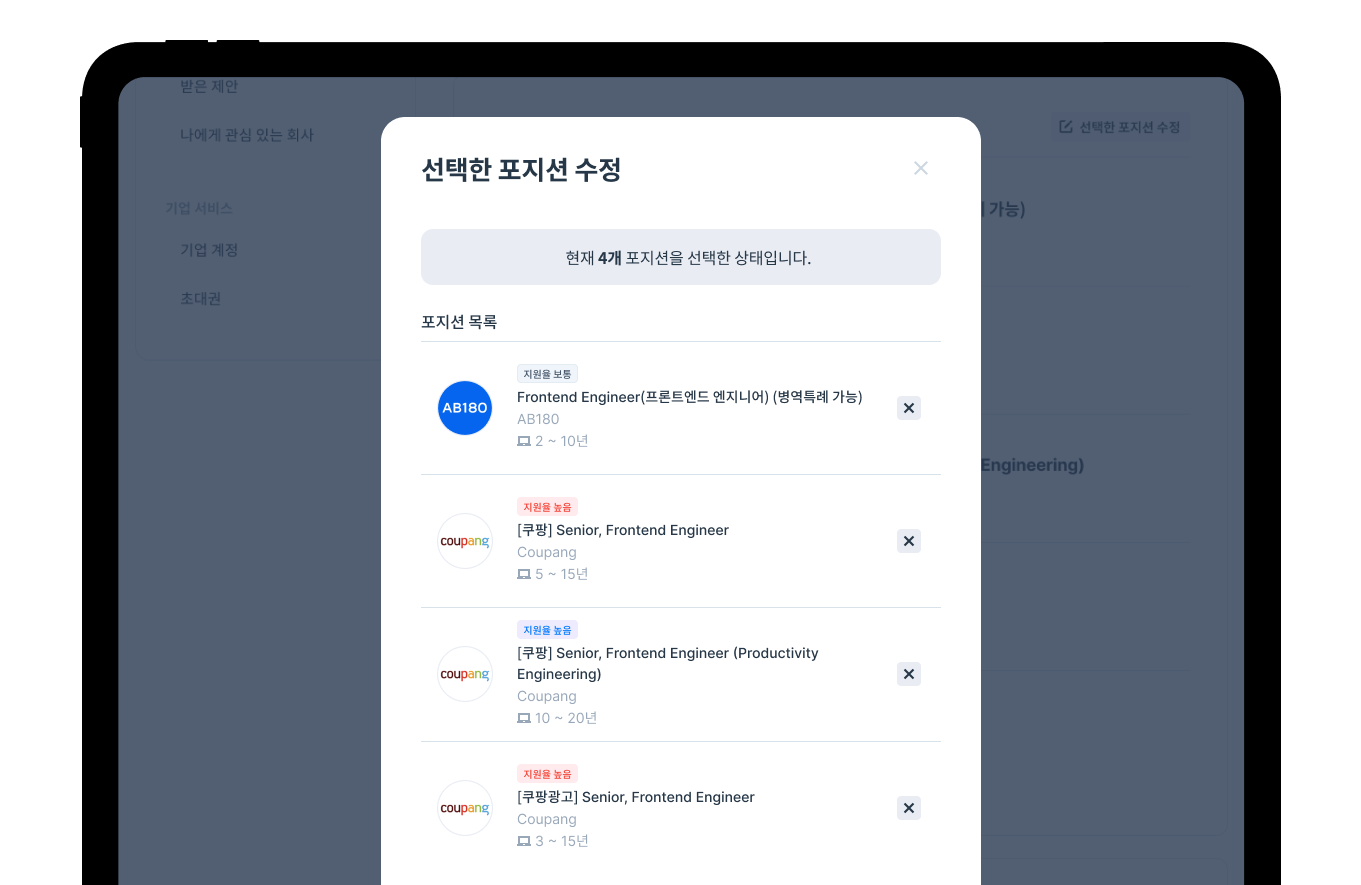 받은 제안
나에게 관심 있는 회사
기업 서비스
기업 계정
초대권
선택한 포지션 수정
가능)
Engineering)
선택한 포지션 수정
현재 4개 포지션을 선택한 상태입니다.
포지션 목록
지원율 보통
AB180
Frontend Engineer(프론트엔드 엔지니어) (병역특례 가능)
AB180
2 ~ 10년
지원율 높음
coupang
[쿠팡] Senior, Frontend Engineer
Coupang
5 ~ 15년
지원율 높음
coupang
[쿠팡] Senior, Frontend Engineer (Productivity
Engineering)
Coupang
10 ~ 20년
지원율 높음
coupang
[쿠팡광고] Senior, Frontend Engineer
Coupang
3 ~ 15년